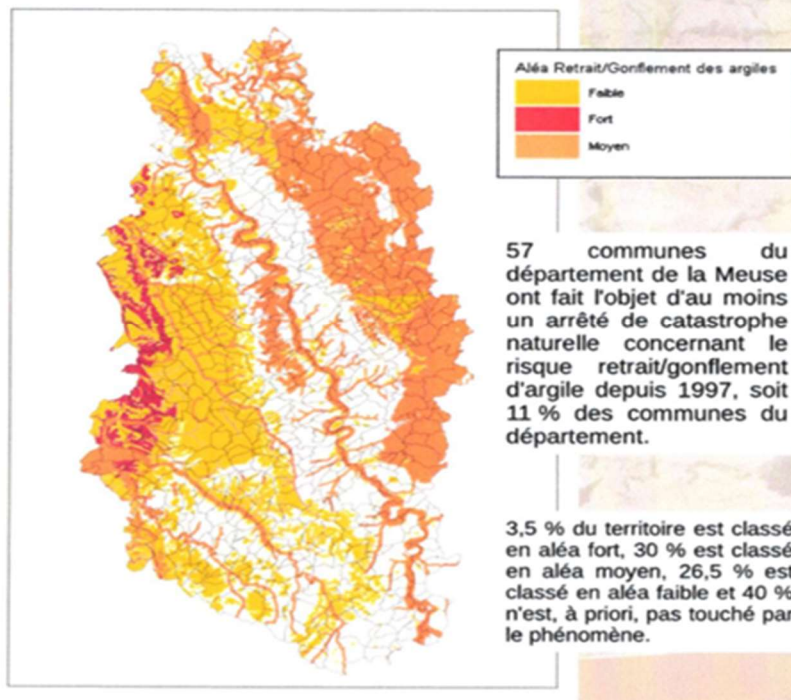 Aléa Retrait/Gonflement des argiles
Faible
Fort
Moyen
57 communes du
département de la Meuse
ont fait l'objet d'au moins
un arrêté de catastrophe
naturelle concernant le
risque retrait/gonflement
d'argile depuis 1997, soit
11 % des communes du
département.
3,5 % du territoire est classé
en aléa fort, 30 % est classé
en aléa moyen, 26,5 % est
classé en aléa faible et 40 %
n'est, à priori, pas touché par
le phénomène.